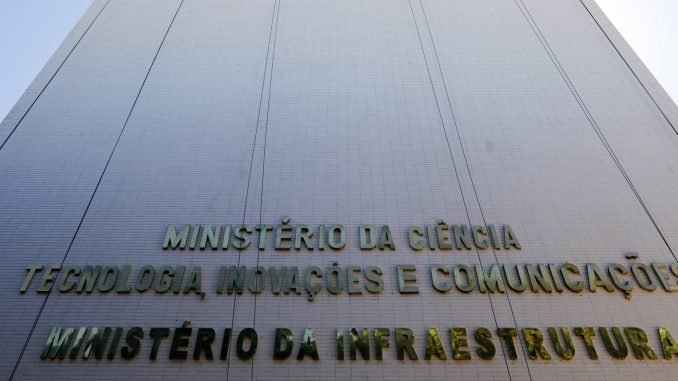 MINISTÉRIO DA CIÊNCIA
TECNOLOGIA, INOVAÇÕES E COMUNICAÇÕES
MINISTÉRIO DA INFRAESTRUTURA